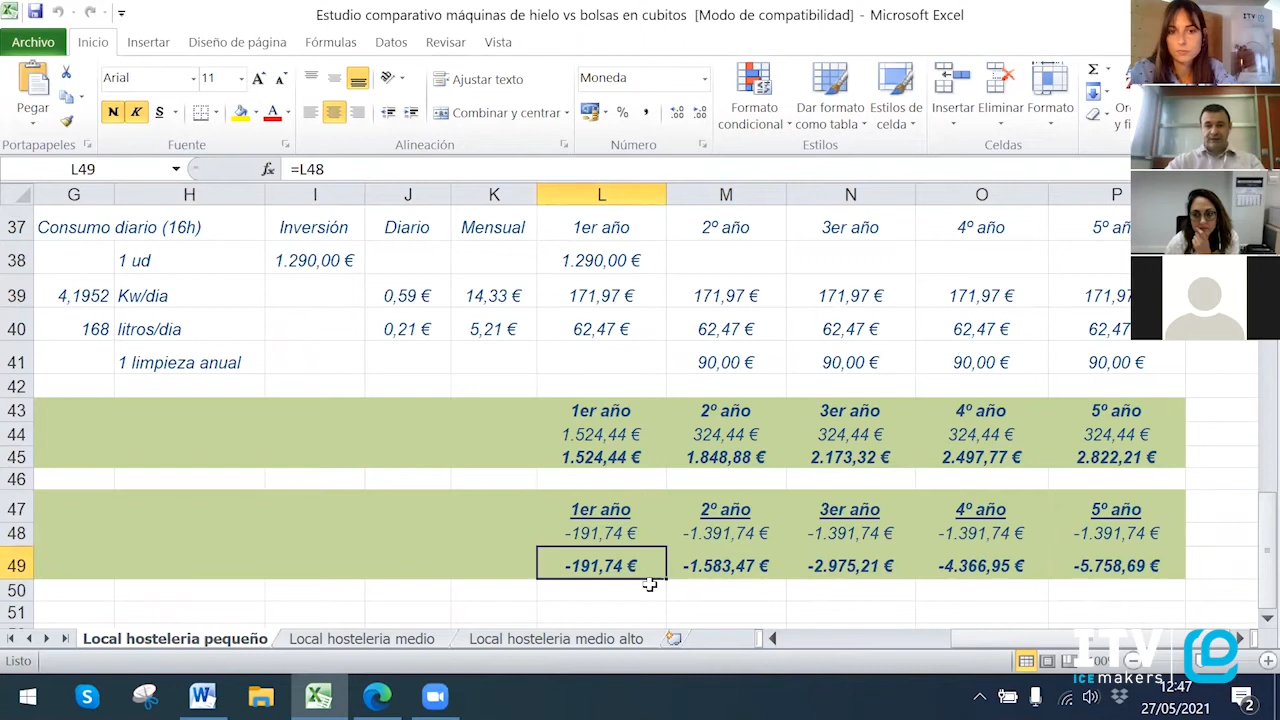 Estudio comparativo máquinas de hielo vs bolsas en cubitos [Modo de compatibilidad] - Microsoft Excel
Archivo Inicio Insertar Diseño de página Fórmulas Datos Revisar Vista
Arial 11 Ajustar texto Moneda
Pegar N K S Combinar y centrar % Formato condicional Dar formato como tabla Estilos de celda Insertar Eliminar Formato
Portapapeles Fuente Alineación Número Estilos Celdas
L49 fx =L48
G H I J K L M N O P
37 Consumo diario (16h) Inversión Diario Mensual 1er año 2º año 3er año 4º año 5º añ
38 1 ud 1.290,00 € 1.290,00 €
39 4,1952 Kw/dia 0,59 € 14,33 € 171,97 € 171,97 € 171,97 € 171,97 € 171,97
40 168 litros/dia 0,21 € 5,21 € 62,47 € 62,47 € 62,47 € 62,47 € 62,47
41 1 limpieza anual 90,00 € 90,00 € 90,00 € 90,00 €
42
43 1er año 2º año 3er año 4º año 5º año
44 1.524,44 € 324,44 € 324,44 € 324,44 € 324,44 €
45 1.524,44 € 1.848,88 € 2.173,32 € 2.497,77 € 2.822,21 €
46
47 1er año 2º año 3er año 4º año 5º año
48 -191,74 € -1.391,74 € -1.391,74 € -1.391,74 € -1.391,74 €
49 -191,74 € -1.583,47 € -2.975,21 € -4.366,95 € -5.758,69 €
50
51
Local hosteleria pequeño Local hosteleria medio Local hosteleria medio alto
Listo
ITV
ICEmakers
12:47
27/05/2021
2